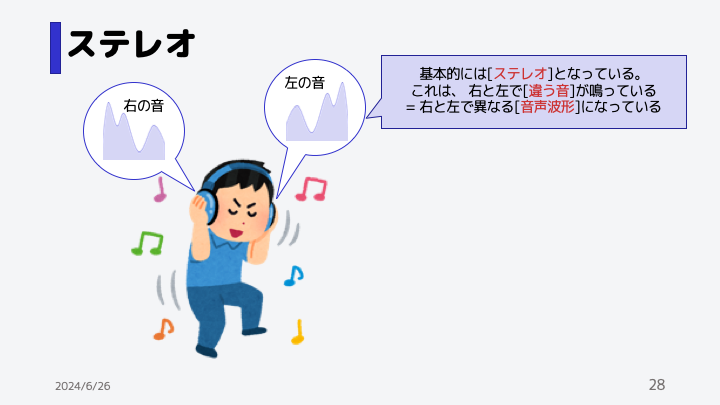 ステレオ
右の音
左の音
基本的には[ステレオ]となっている。
これは、 右と左で[違う音]が鳴っている
= 右と左で異なる[音声波形]になっている
2024/6/26
28